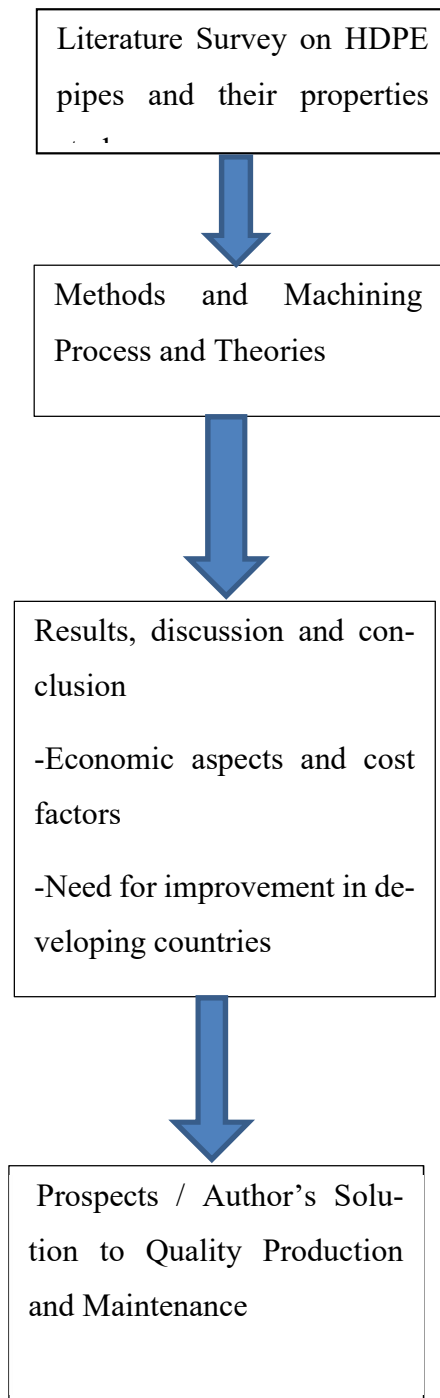 Literature Survey on HDPE
pipes and their properties
Methods and Machining
Process and Theories
Results, discussion and con-
clusion
-Economic aspects and cost
factors
-Need for improvement in de-
veloping countries
Prospects / Author’s Solu-
tion to Quality Production
and Maintenance